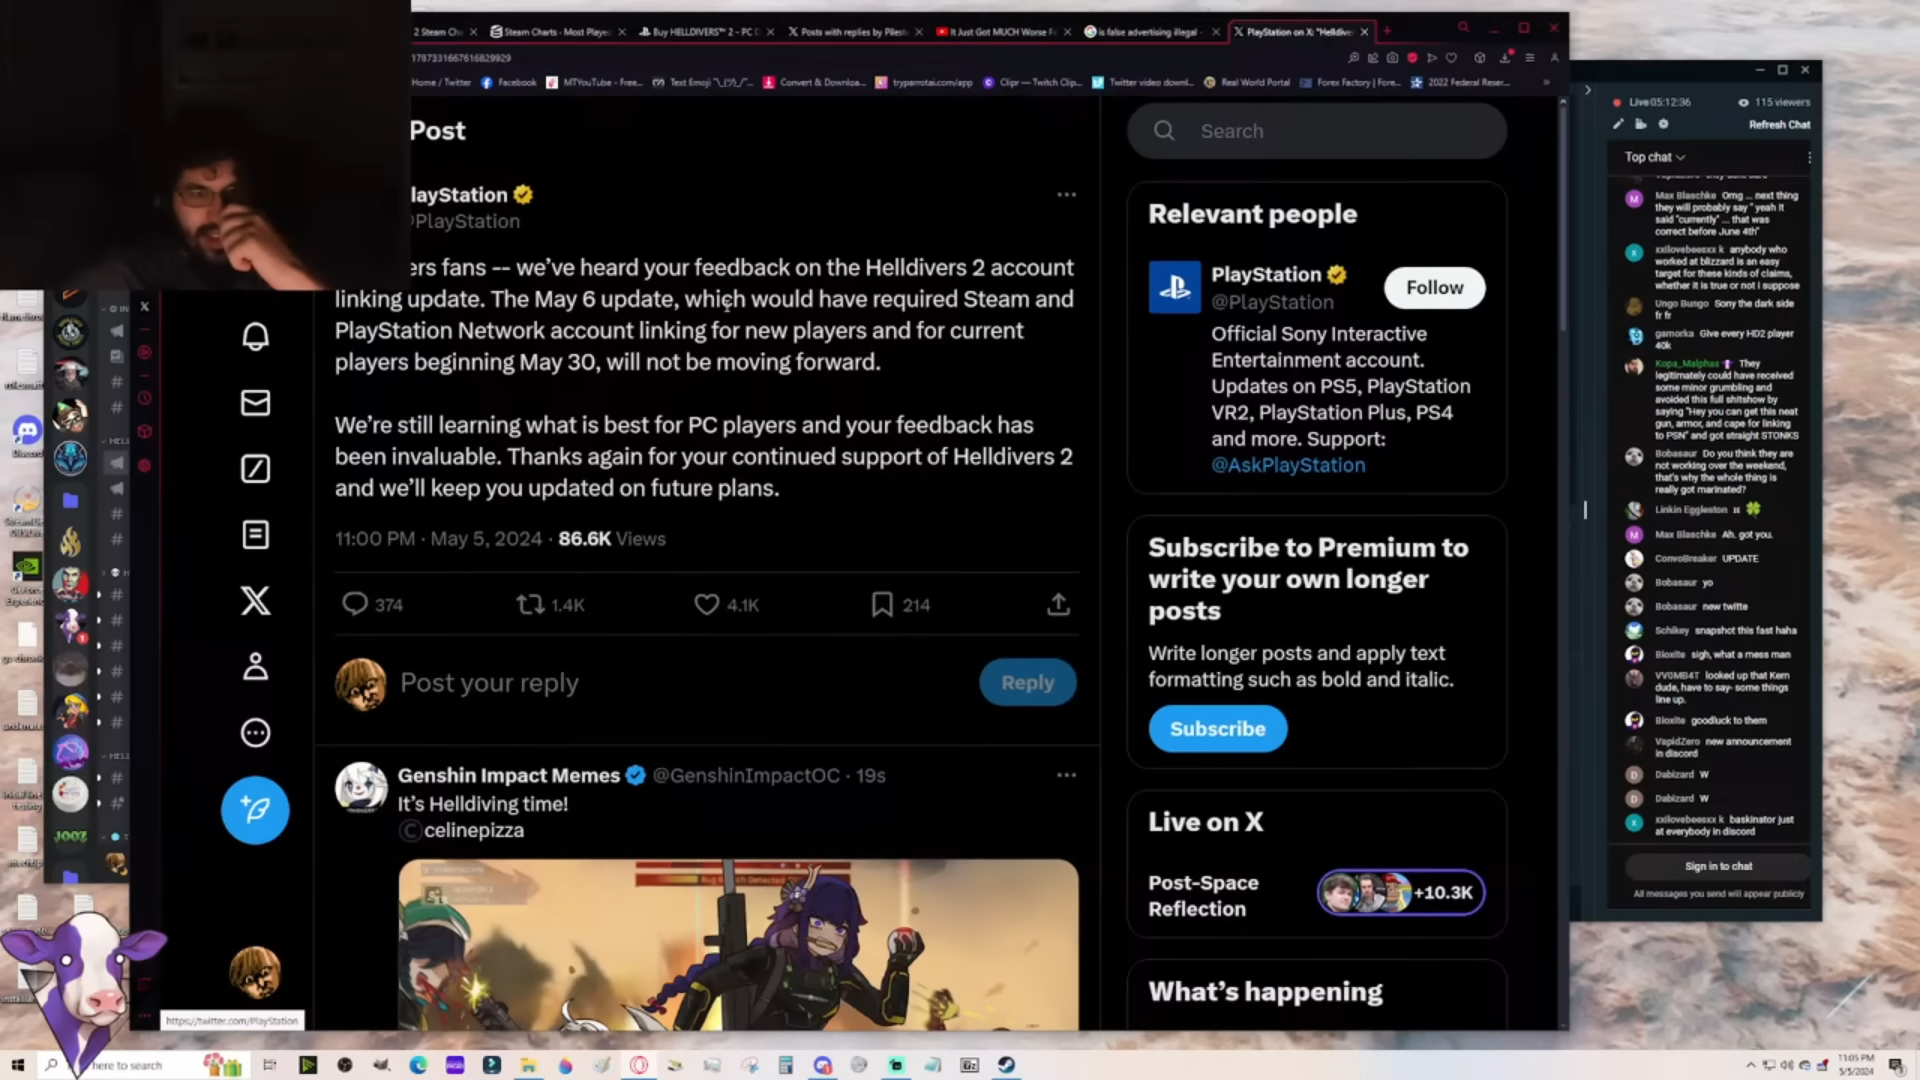 2 Steam Ch
Steam Charts - Most Playe
Buy HELLDIVERS™ 2 - PC
Posts with replies by Pilest
It Just Got MUCH Worse F
is false advertising illegal -
PlayStation on X: "Helldive
1787331667616829929
Home / Twitter
Facebook
MTYouTube - Free...
Text Emoji
Convert & Downloa...
tryparrotai.com/app
Clipr — Twitch Clip...
Twitter video downl...
Real World Portal
Forex Factory | Fore...
2022 Federal Reser...
Post
layStation
PlayStation
ers fans -- we’ve heard your feedback on the Helldivers 2 account
linking update. The May 6 update, which would have required Steam and
PlayStation Network account linking for new players and for current
players beginning May 30, will not be moving forward.
We’re still learning what is best for PC players and your feedback has
been invaluable. Thanks again for your continued support of Helldivers 2
and we’ll keep you updated on future plans.
11:00 PM · May 5, 2024 · 86.6K Views
374
1.4K
4.1K
214
Post your reply
Reply
Genshin Impact Memes @GenshinImpactOC · 19s
It’s Helldiving time!
©celinepizza
https://twitter.com/PlayStation
Search
Relevant people
PlayStation
@PlayStation
Follow
Official Sony Interactive
Entertainment account.
Updates on PS5, PlayStation
VR2, PlayStation Plus, PS4
and more. Support:
@AskPlayStation
Subscribe to Premium to
write your own longer
posts
Write longer posts and apply text
formatting such as bold and italic.
Subscribe
Live on X
Post-Space
Reflection
+10.3K
What’s happening
Live 05:12:36
115 viewers
Refresh Chat
Top chat
Max Blaschke Omg ... next thing
they will probably say " yeah it
said "currently" ... that was
correct before June 4th"
xxilovebeesxx k anybody who
worked at blizzard is an easy
target for these kinds of claims,
whether it is true or not i suppose
Ungo Bungo Sony the dark side
fr fr
gamorka Give every HD2 player
40k
Kopa_Malphas They
legitimately could have received
some minor grumbling and
avoided this full shitshow by
saying "Hey you can get this neat
gun, armor, and cape for linking
to PSN" and got straight STONKS
Bobasaur Do you think they are
not working over the weekend,
that's why the whole thing is
really got marinated?
Linkin Eggleston
Max Blaschke Ah. got you.
ConvoBreaker UPDATE
Bobasaur yo
Bobasaur new twitte
Schikey snapshot this fast haha
Bioxite sigh, what a mess man
VVGMB4T looked up that Kern
dude, have to say- some things
line up.
Bioxite goodluck to them
VapidZero new announcement
in discord
Dabizard W
Dabizard W
xxilovebeesxx k baskinator just
at everybody in discord
Sign in to chat
All messages you send will appear publicly
Discord
JOOZ
here to search
11:05 PM
5/5/2024